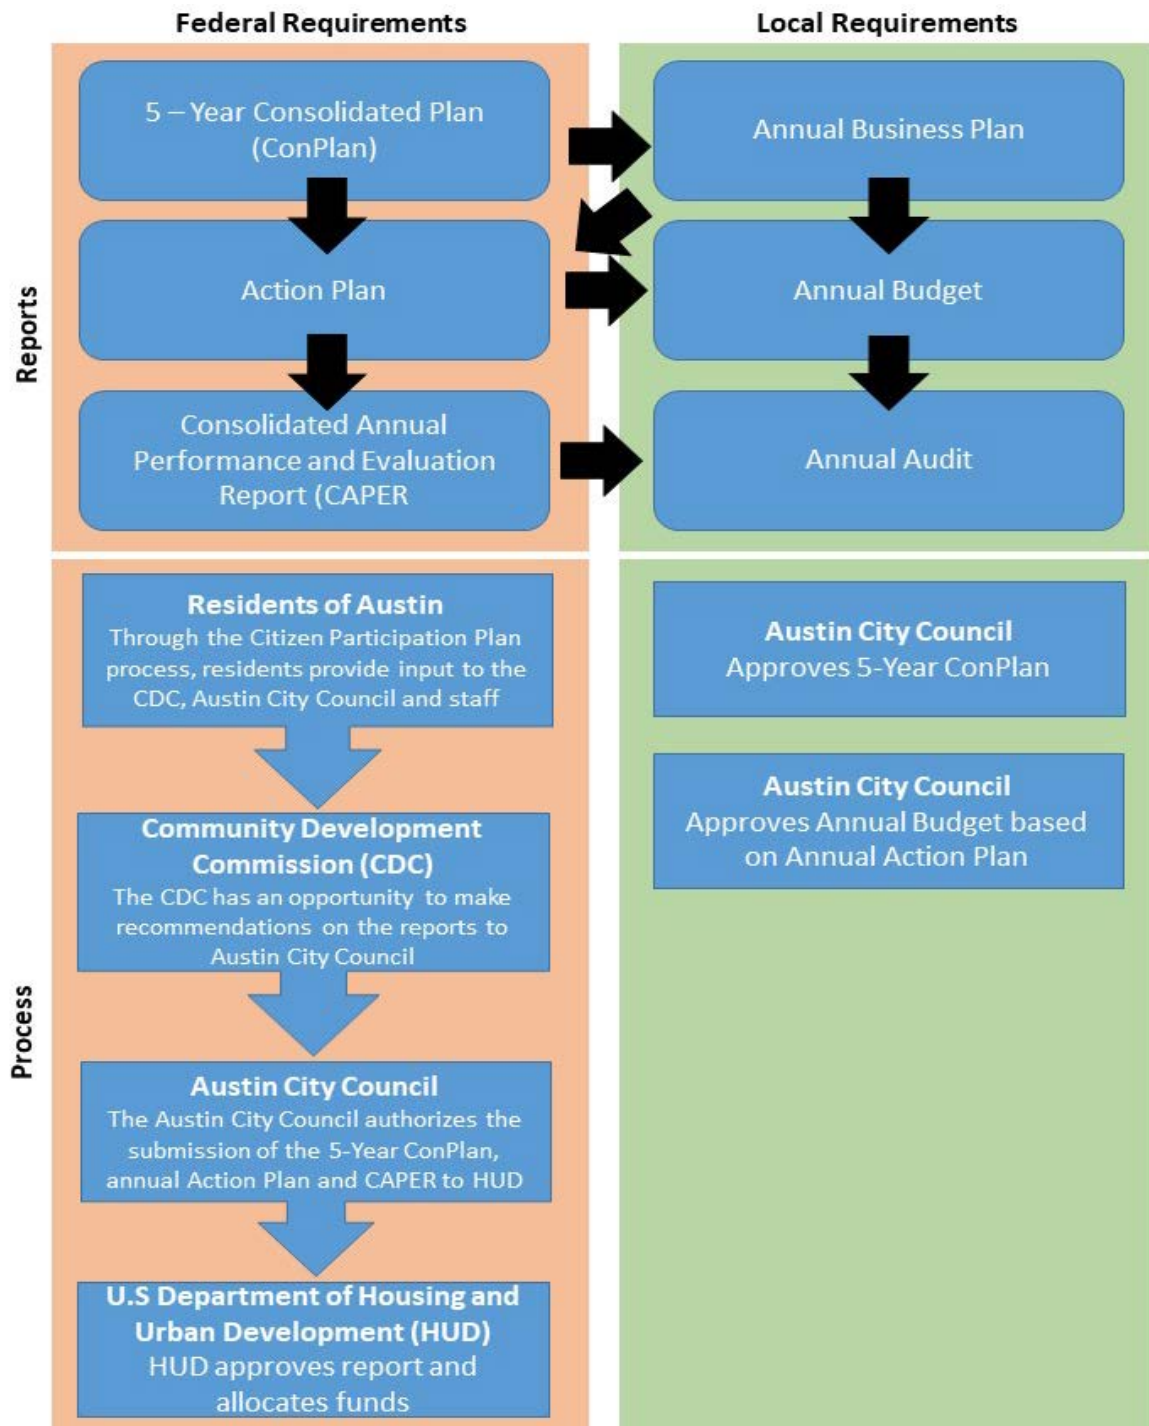 Federal Requirements
Local Requirements
Reports
5 – Year Consolidated Plan
(ConPlan)
Annual Business Plan
Action Plan
Annual Budget
Consolidated Annual
Performance and Evaluation
Report (CAPER
Annual Audit
Process
Residents of Austin
Through the Citizen Participation Plan
process, residents provide input to the
CDC, Austin City Council and staff
Community Development
Commission (CDC)
The CDC has an opportunity to make
recommendations on the reports to
Austin City Council
Austin City Council
The Austin City Council authorizes the
submission of the 5-Year ConPlan,
annual Action Plan and CAPER to HUD
U.S Department of Housing and
Urban Development (HUD)
HUD approves report and
allocates funds
Austin City Council
Approves 5-Year ConPlan
Austin City Council
Approves Annual Budget based
on Annual Action Plan